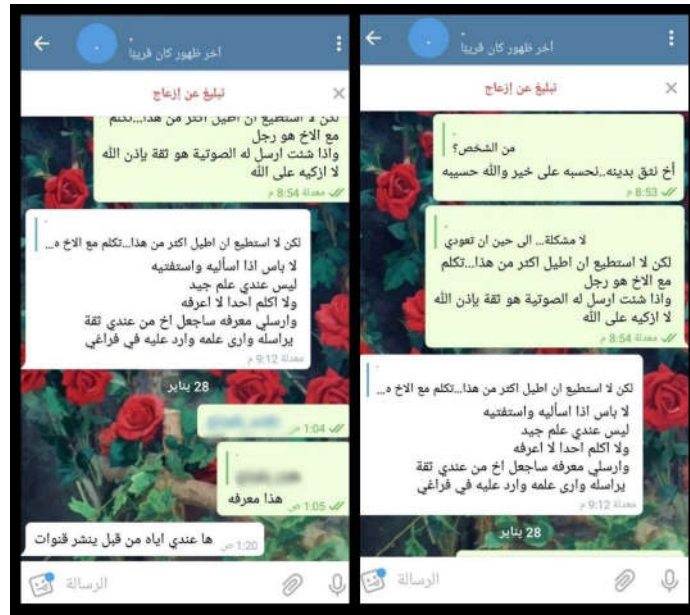 آخر ظهور كان قريبًا
تبليغ عن إزعاج
لكن لا استطيع ان اطيل اكثر من هذا...تكلم
مع الاخ هو رجل
واذا شئت ارسل له الصوتية هو ثقة بإذن الله
لا ازكيه على الله
معدلة 8:54 م
لكن لا استطيع ان اطيل اكثر من هذا...تكلم مع الاخ ه...
لا باس اذا اسأليه واستفتيه
ليس عندي علم جيد
ولا اكلم احدا لا اعرفه
وارسلي معرفه ساجعل اخ من عندي ثقة
يراسله وارى علمه وارد عليه في فراغي
معدلة 9:12 م
28 يناير
1:04 ص
هذا معرفه
1:05 ص
ها عندي اياه من قبل ينشر قنوات
1:20 ص
الرسالة
آخر ظهور كان قريبًا
تبليغ عن إزعاج
من الشخص؟
أخ نثق بدينه..نحسبه على خير والله حسيبه
معدلة 8:53 م
لا مشكلة... الى حين ان تعودي
لكن لا استطيع ان اطيل اكثر من هذا...تكلم
مع الاخ هو رجل
واذا شئت ارسل له الصوتية هو ثقة بإذن الله
لا ازكيه على الله
معدلة 8:54 م
لكن لا استطيع ان اطيل اكثر من هذا...تكلم مع الاخ ه...
لا باس اذا اسأليه واستفتيه
ليس عندي علم جيد
ولا اكلم احدا لا اعرفه
وارسلي معرفه ساجعل اخ من عندي ثقة
يراسله وارى علمه وارد عليه في فراغي
معدلة 9:12 م
28 يناير
الرسالة